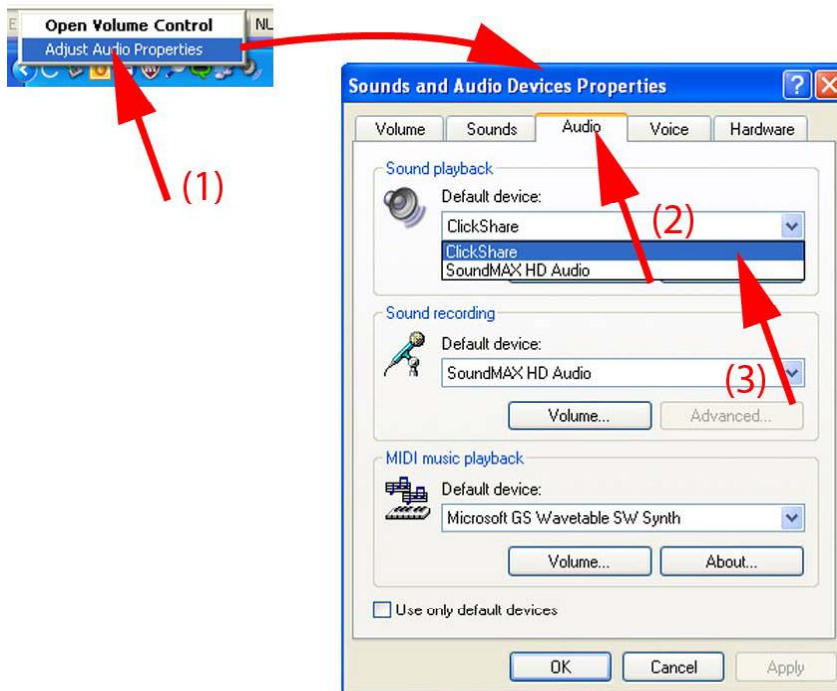 Open Volume Control
NL
Adjust Audio Properties
(1)
Sounds and Audio Devices Properties
Volume Sounds Audio Voice Hardware
Sound playback
Default device:
(2)
ClickShare
ClickShare
SoundMAX HD Audio
Sound recording
Default device:
SoundMAX HD Audio
(3)
Volume... Advanced...
MIDI music playback
Default device:
Microsoft GS Wavetable SW Synth
Volume... About...
Use only default devices
OK Cancel Apply